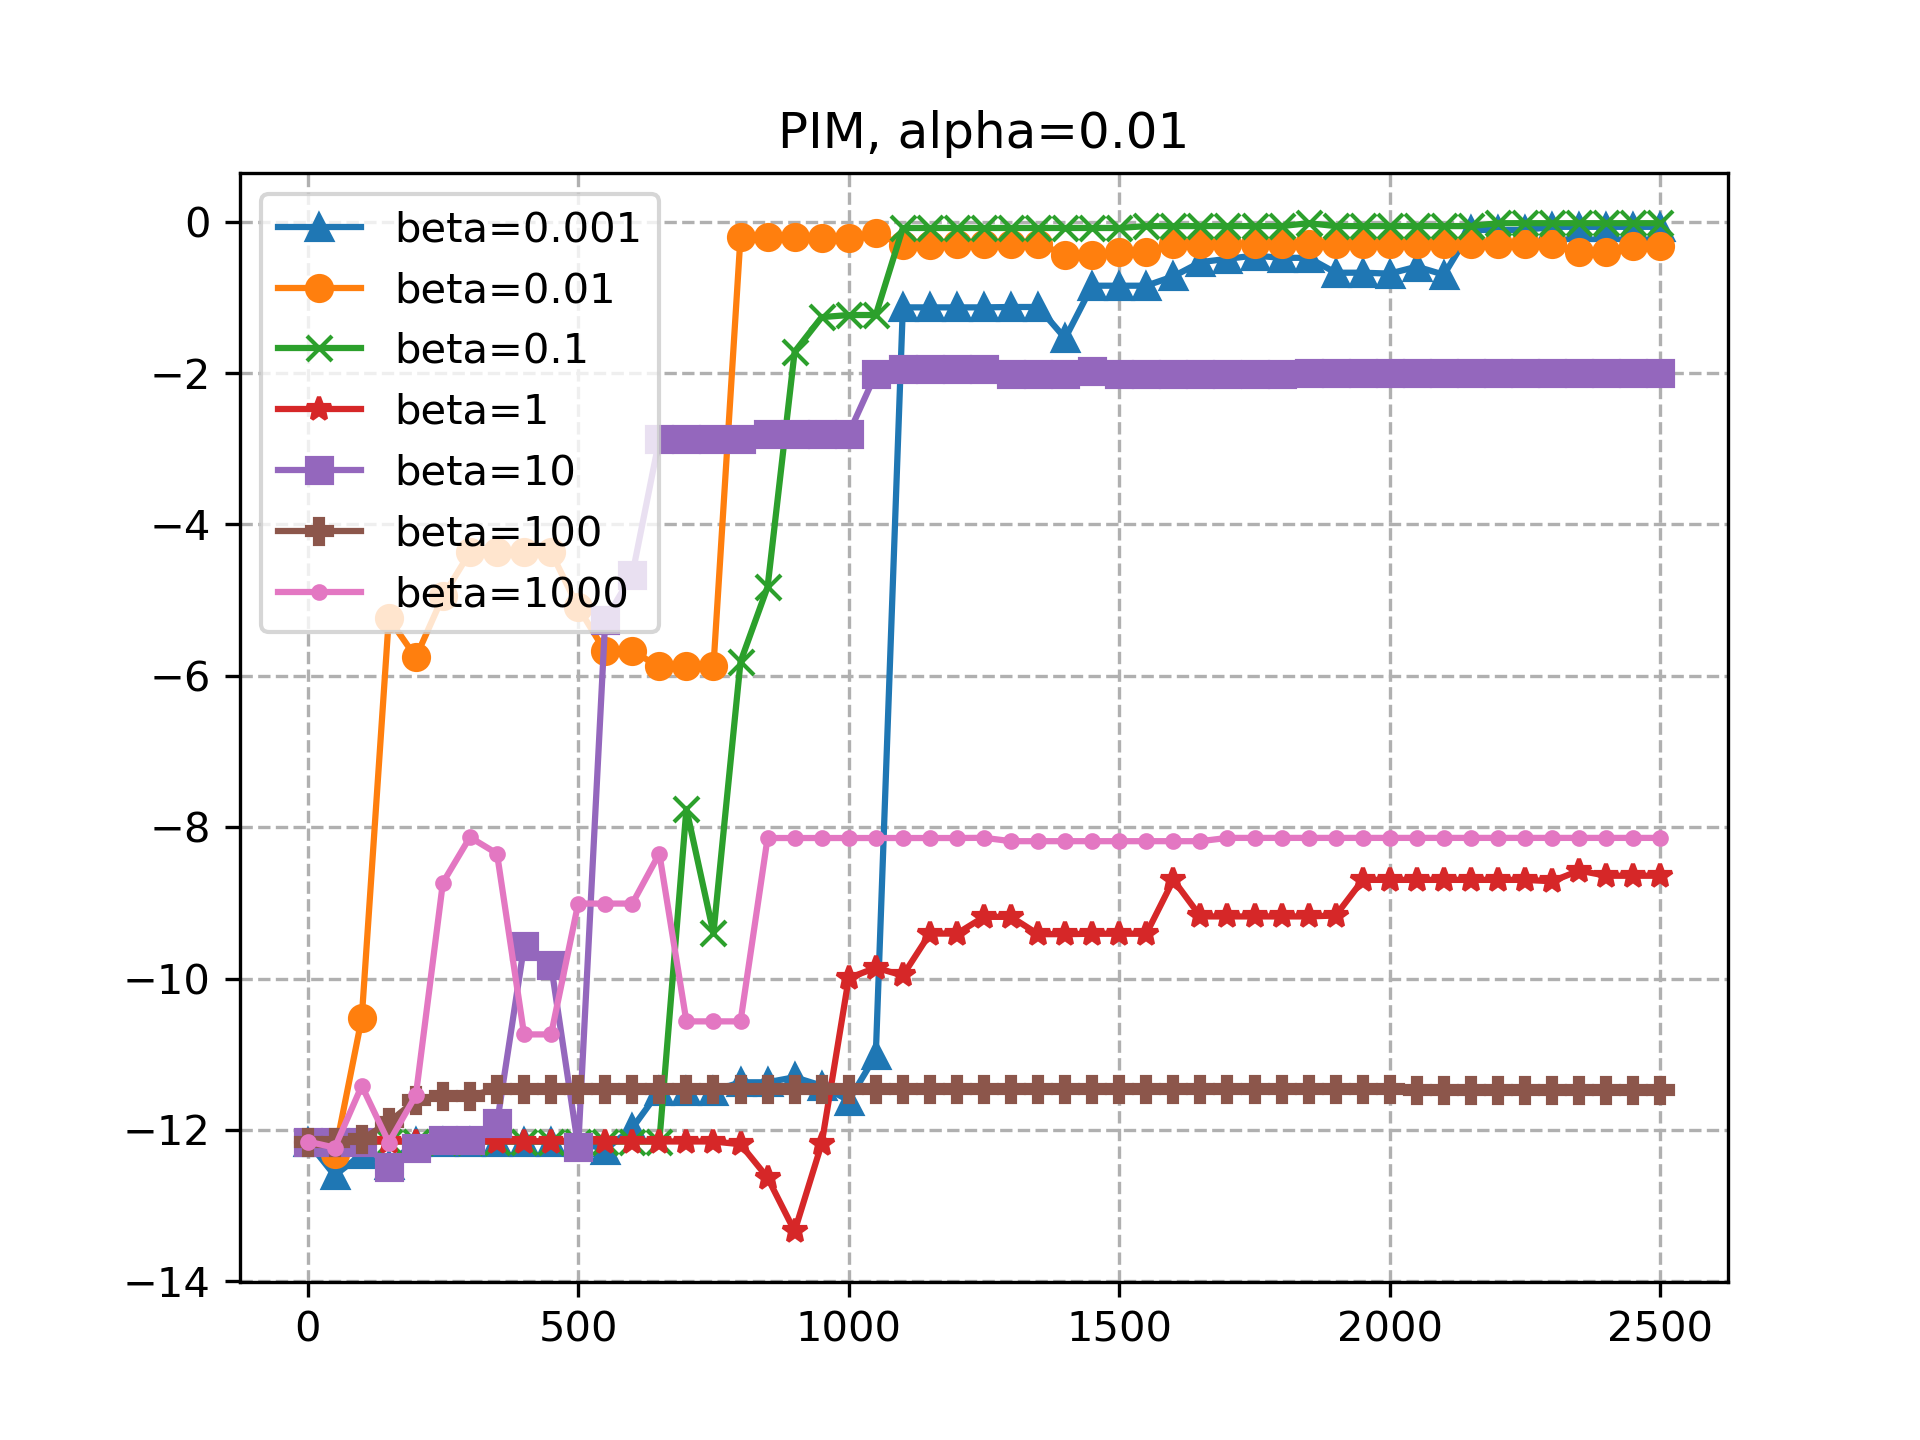 PIM, alpha=0.01
beta=0.001
beta=0.01
beta=0.1
beta=1
beta=10
beta=100
beta=1000
0
−2
−4
−6
−8
−10
−12
−14
0 500 1000 1500 2000 2500